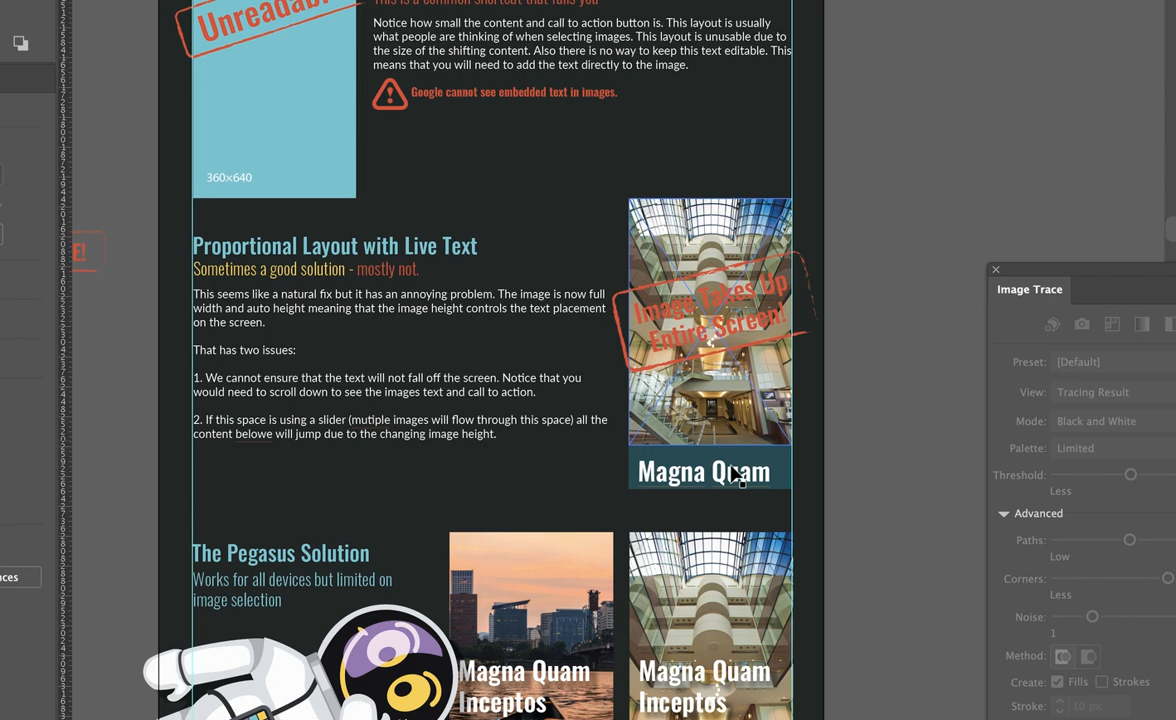 Unreadabl
This is a common shortcut that fails you
Notice how small the content and call to action button is. This layout is usually
what people are thinking of when selecting images. This layout is unusable due to
the size of the shifting content. Also there is no way to keep this text editable. This
means that you will need to add the text directly to the image.
Google cannot see embedded text in images.
360×640
E!
Proportional Layout with Live Text
Sometimes a good solution - mostly not.
This seems like a natural fix but it has an annoying problem. The image is now full
width and auto height meaning that the image height controls the text placement
on the screen.
That has two issues:
1. We cannot ensure that the text will not fall off the screen. Notice that you
would need to scroll down to see the images text and call to action.
2. If this space is using a slider (mutiple images will flow through this space) all the
content belowe will jump due to the changing image height.
Image Takes Up
Entire Screen!
Magna Quam
The Pegasus Solution
Works for all devices but limited on
image selection
Magna Quam
Inceptos
Magna Quam
Inceptos
nces
Image Trace
Preset: [Default]
View: Tracing Result
Mode: Black and White
Palette: Limited
Threshold:
Less
Advanced
Paths:
Low
Corners:
Less
Noise:
1
Method:
Create: Fills Strokes
Stroke: 10 px